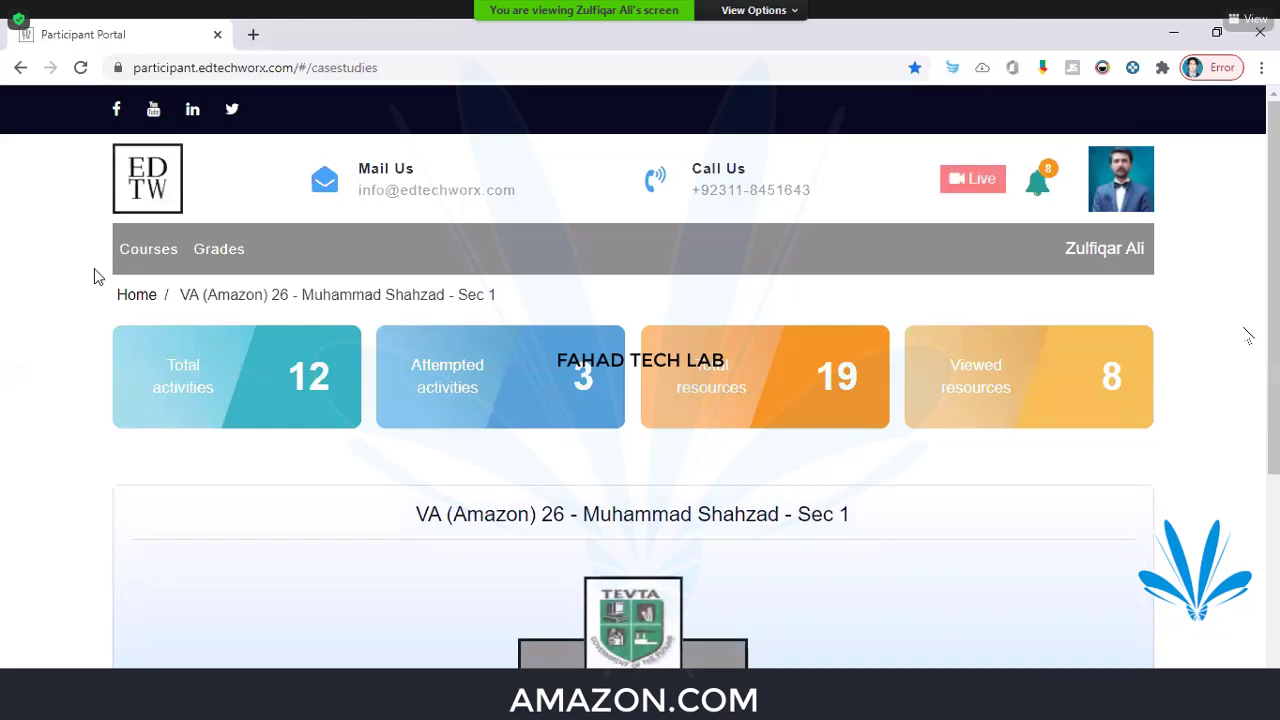 You are viewing Zulfiqar Ali's screen
View Options
View
Participant Portal
participant.edtechworx.com/#/casestudies
Error
You Tube
ED
TW
Mail Us
info@edtechworx.com
Call Us
+92311-8451643
Live
8
Courses
Grades
Zulfiqar Ali
Home / VA (Amazon) 26 - Muhammad Shahzad - Sec 1
Total
activities
12
Attempted
activities
3
FAHAD TECH LAB
resources
19
Viewed
resources
8
VA (Amazon) 26 - Muhammad Shahzad - Sec 1
TEVTA
AMAZON.COM